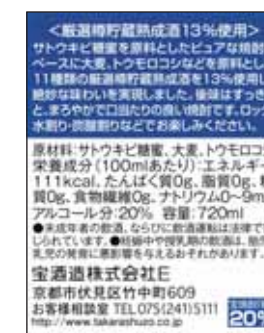 <厳選樽貯蔵熟成酒13%使用>
サトウキビ糖蜜を原料としたピュアな焼酎
ベースに大麦、トウモロコシなどを原料とし
11種類の厳選樽貯蔵熟成酒を13%使用し
絶妙な味わいを実現しました。後味はすっき
と、まろやかで口当たりの良い焼酎です。ロッ
水割り・炭酸割りなどでお楽しみください。
原材料:サトウキビ糖蜜、大麦、トウモロコ
栄養成分(100mlあたり):エネルギー
111kcal、たんぱく質0g、脂質0g、
質0g、食物繊維0g、ナトリウム0~9m
アルコール分:20% 容量:720ml
●未成年者の飲酒、ならびに飲酒運転は法律で
じられています。●妊娠中や授乳期の飲酒は、胎児
乳児の発育に悪影響を与えるおそれがあります。
宝酒造株式会社E
京都市伏見区竹中町609
お客様相談室 TEL075(241)5111
http://www.takarashuzo.co.jp
20%